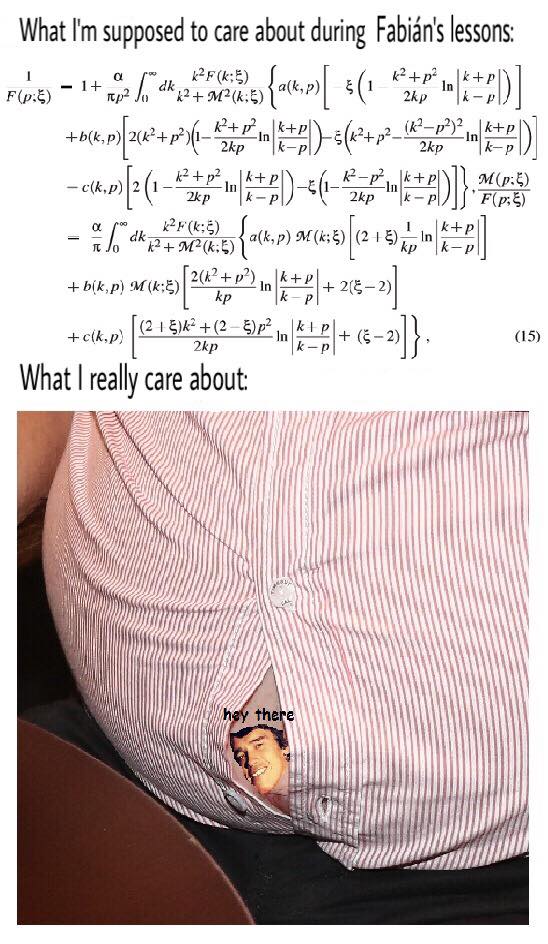 What I'm supposed to care about during Fabián's lessons:
1/F(p;ξ) = 1 + α/πp² ∫₀^∞ dk k²F(k;ξ)/k²+ℳ²(k;ξ) {a(k,p)[−ξ(1 − k²+p²/2kp ln|k+p/k−p|)]
+b(k,p)[2(k²+p²)(1−k²+p²/2kp ln|k+p/k−p|)−ξ(k²+p²−(k²−p²)²/2kp ln|k+p/k−p|)]
−c(k,p)[2(1−k²+p²/2kp ln|k+p/k−p|)−ξ(1−k²−p²/2kp ln|k+p/k−p|)]}, ℳ(p;ξ)/F(p;ξ)
= α/π ∫₀^∞ dk k²F(k;ξ)/k²+ℳ²(k;ξ) {a(k,p) ℳ(k;ξ)[(2+ξ) 1/kp ln|k+p/k−p|]
+b(k,p) ℳ(k;ξ)[2(k²+p²)/kp ln|k+p/k−p| + 2(ξ−2)]
+c(k,p) [(2+ξ)k²+(2−ξ)p²/2kp ln|k+p/k−p| + (ξ−2)]}, (15)
What I really care about:
hey there